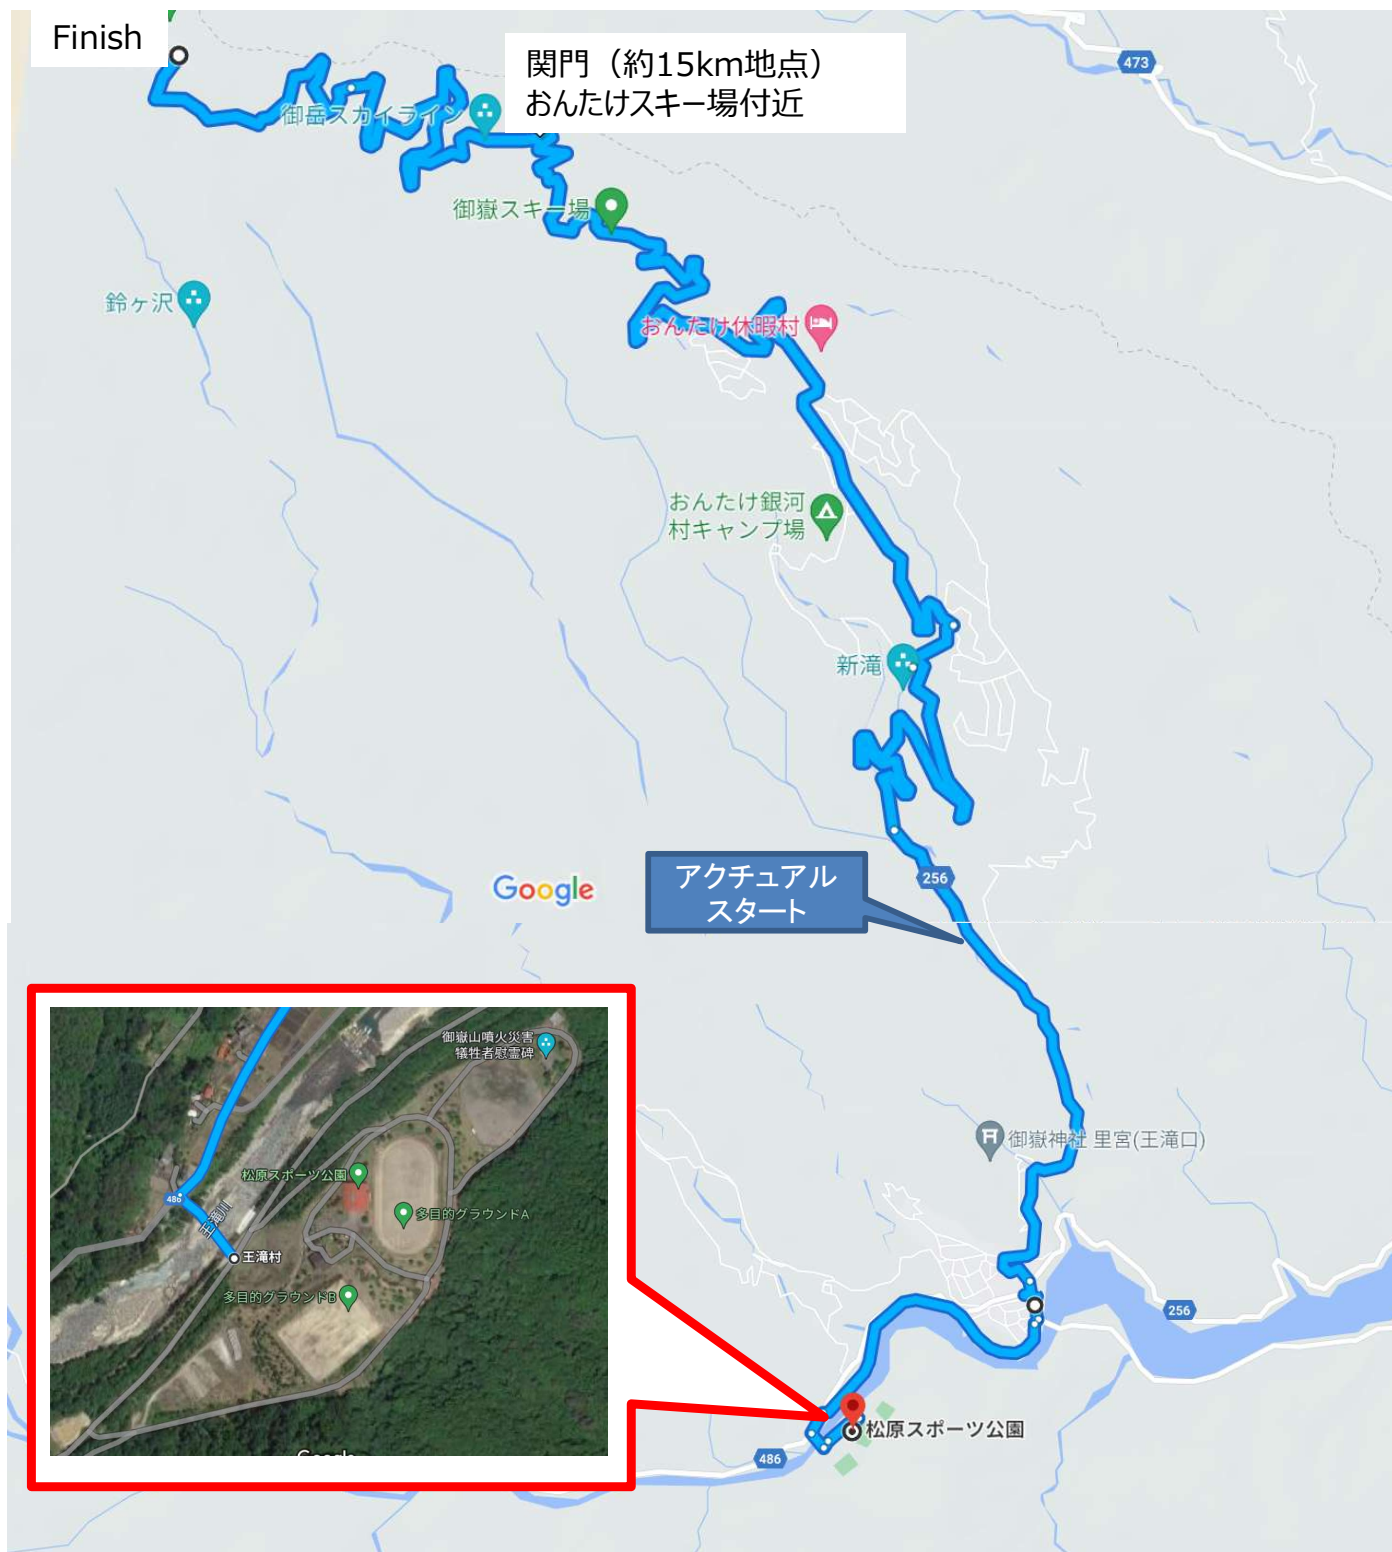 Finish
関門（約15km地点）
おんたけスキー場付近
473
御岳スカイライン
御嶽スキー場
鈴ヶ沢
おんたけ休暇村
おんたけ銀河
村キャンプ場
新滝
アクチュアル
スタート
256
Google
御嶽山噴火災害
犠牲者慰霊碑
松原スポーツ公園
多目的グラウンドA
486
王滝川
王滝村
多目的グラウンドB
Google
御嶽神社 里宮(王滝口)
256
松原スポーツ公園
486